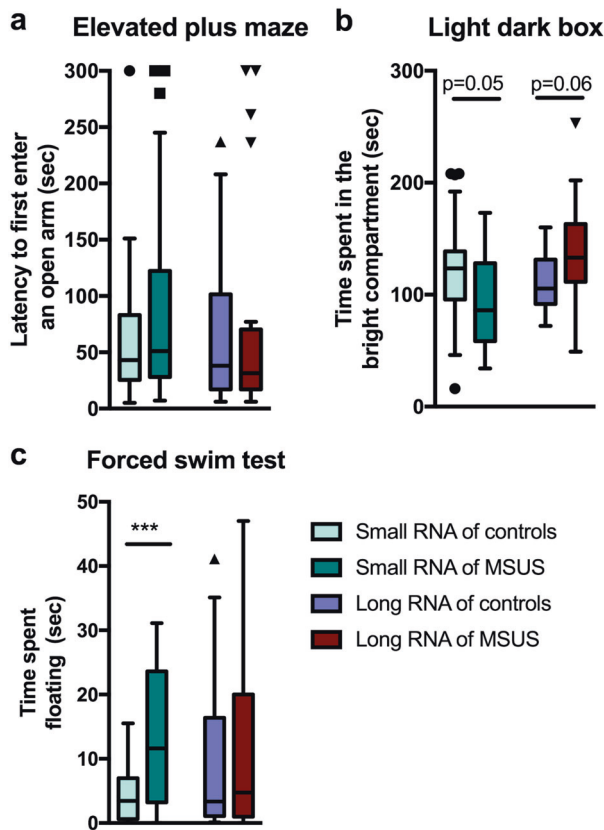 a Elevated plus maze
Latency to first enter
an open arm (sec)
300
250
200
150
100
50
0
b Light dark box
Time spent in the
bright compartment (sec)
300
200
100
0
p=0.05 p=0.06
c Forced swim test
Time spent
floating (sec)
50
40
30
20
10
0
***
Small RNA of controls
Small RNA of MSUS
Long RNA of controls
Long RNA of MSUS